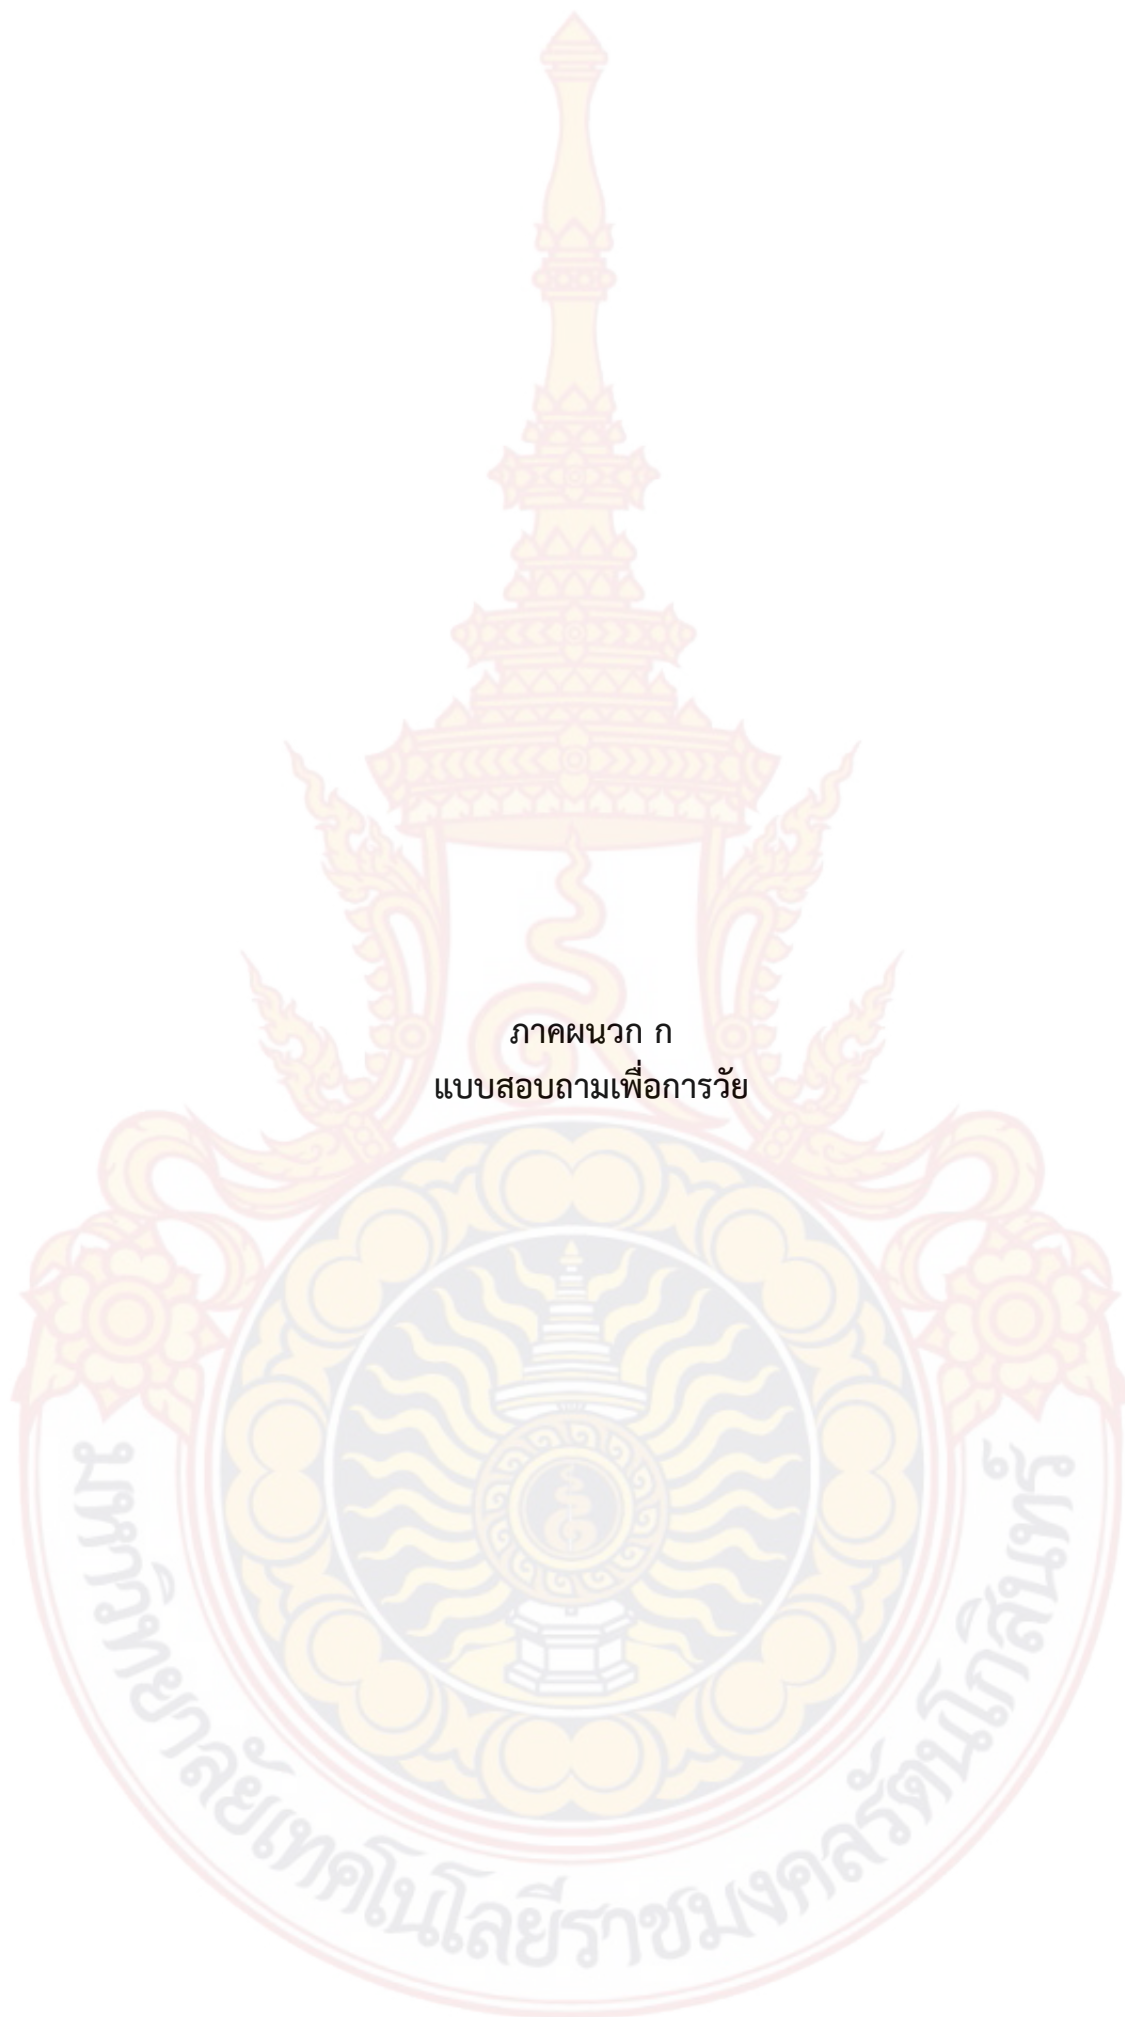 ภาคผนวก ก
แบบสอบถามเพื่อการวัย
มหาวิทยาลัยเทคโนโลยีราชมงคลรัตนโกสินทร์